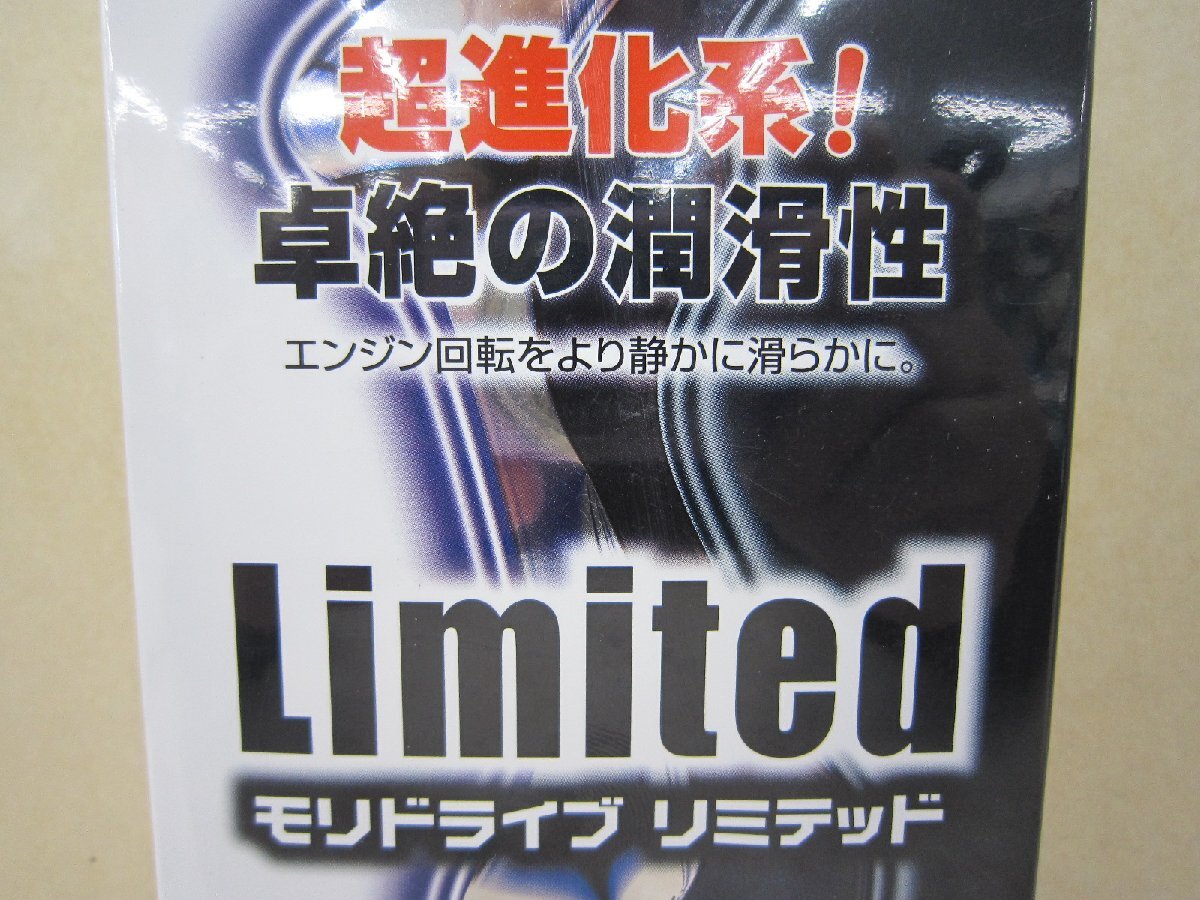 超進化系!
卓絶の潤滑性
エンジン回転をより静かに滑らかに。
Limited
モリドライブ リミテッド